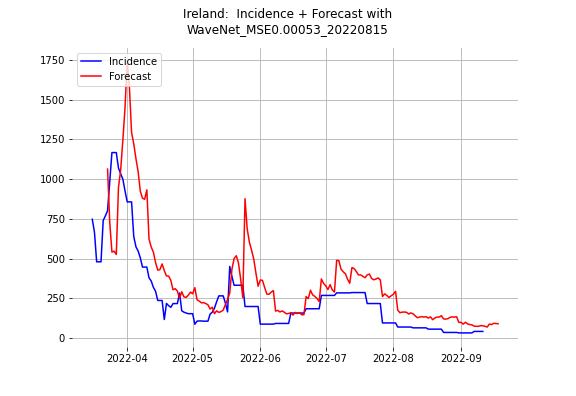 Ireland: Incidence + Forecast with
WaveNet_MSE0.00053_20220815
Incidence
Forecast
1750
1500
1250
1000
750
500
250
0
2022-04 2022-05 2022-06 2022-07 2022-08 2022-09